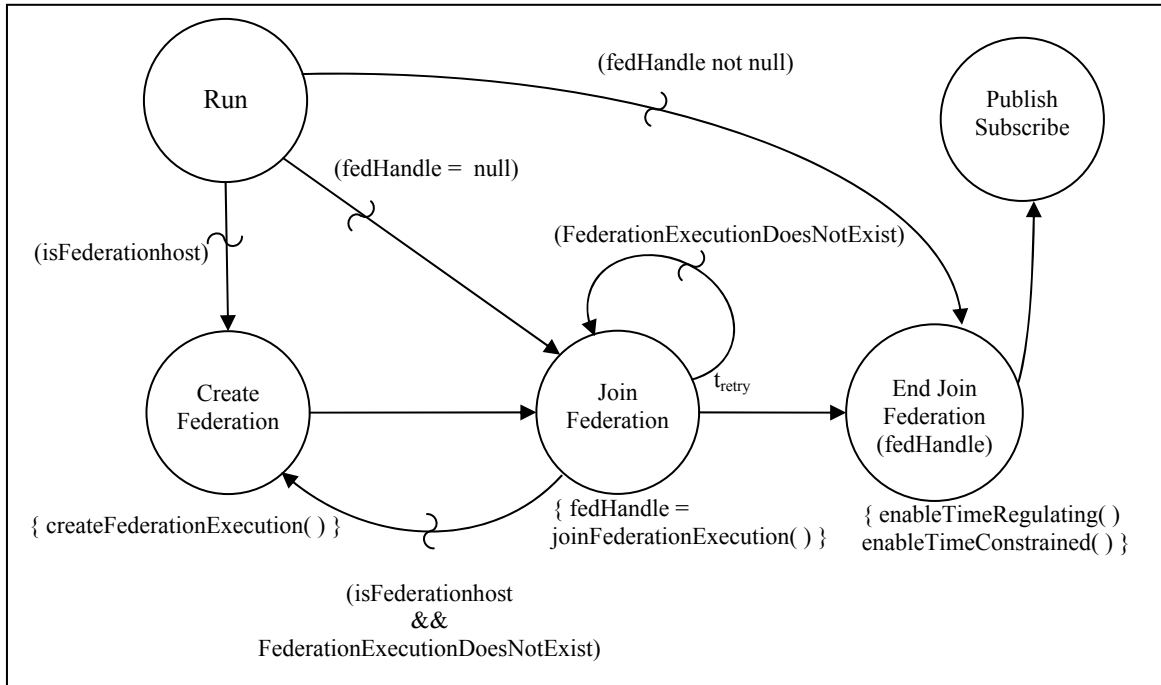 Run
(fedHandle not null)
Publish
Subscribe
(fedHandle =  null)
(FederationExecutionDoesNotExist)
(isFederationhost)
Create
Federation
Join
Federation
t_retry
End Join
Federation
(fedHandle)
{ createFederationExecution( ) }
{ fedHandle =
joinFederationExecution( ) }
{ enableTimeRegulating( )
enableTimeConstrained( ) }
(isFederationhost
&&
FederationExecutionDoesNotExist)